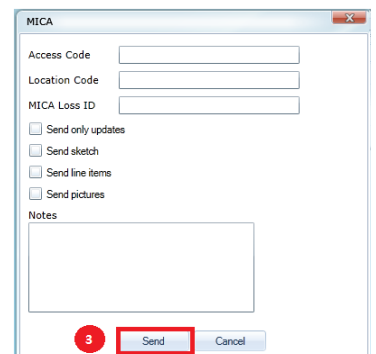 MICA
Access Code
Location Code
MICA Loss ID
Send only updates
Send sketch
Send line items
Send pictures
Notes
3 Send Cancel